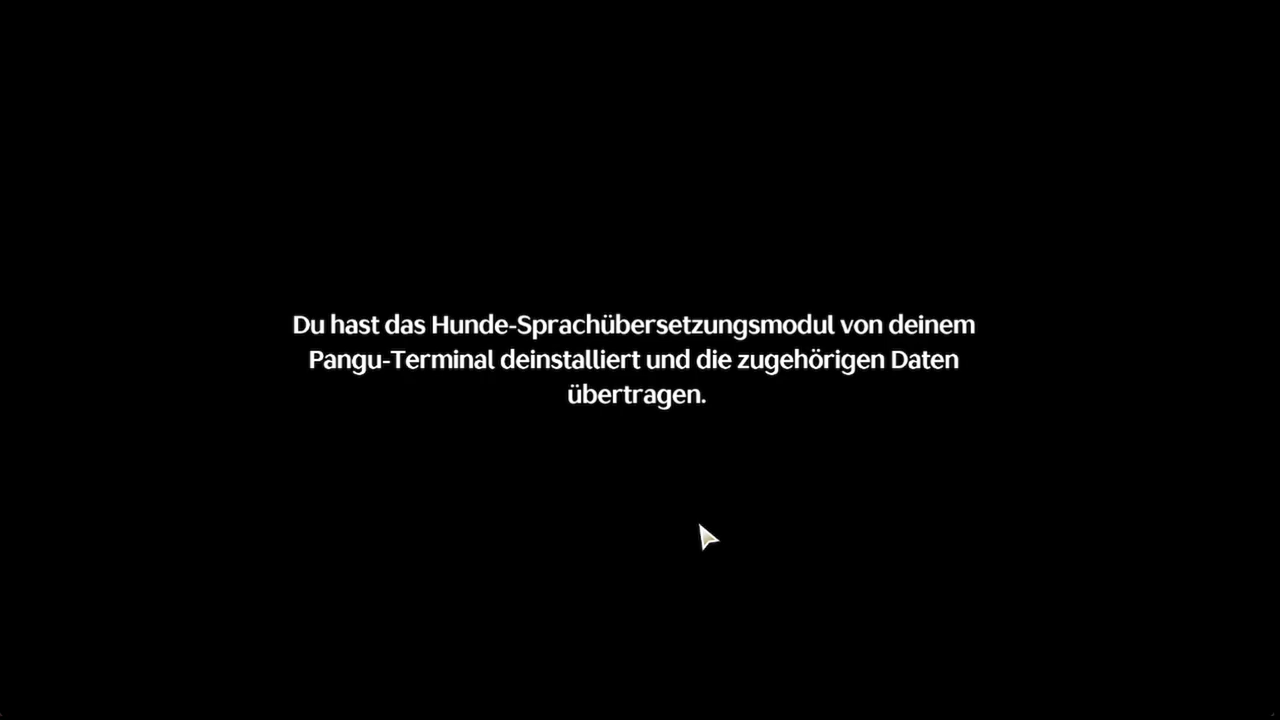 Du hast das Hunde-Sprachübersetzungsmodul von deinem
Pangu-Terminal deinstalliert und die zugehörigen Daten
übertragen.